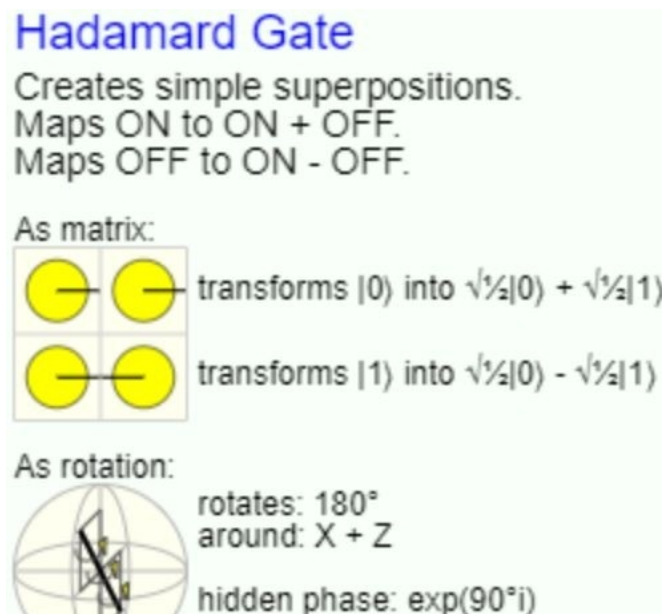 Hadamard Gate
Creates simple superpositions.
Maps ON to ON + OFF.
Maps OFF to ON - OFF.
As matrix:
transforms |0⟩ into √½|0⟩ + √½|1⟩
transforms |1⟩ into √½|0⟩ - √½|1⟩
As rotation:
rotates: 180°
around: X + Z
hidden phase: exp(90°i)